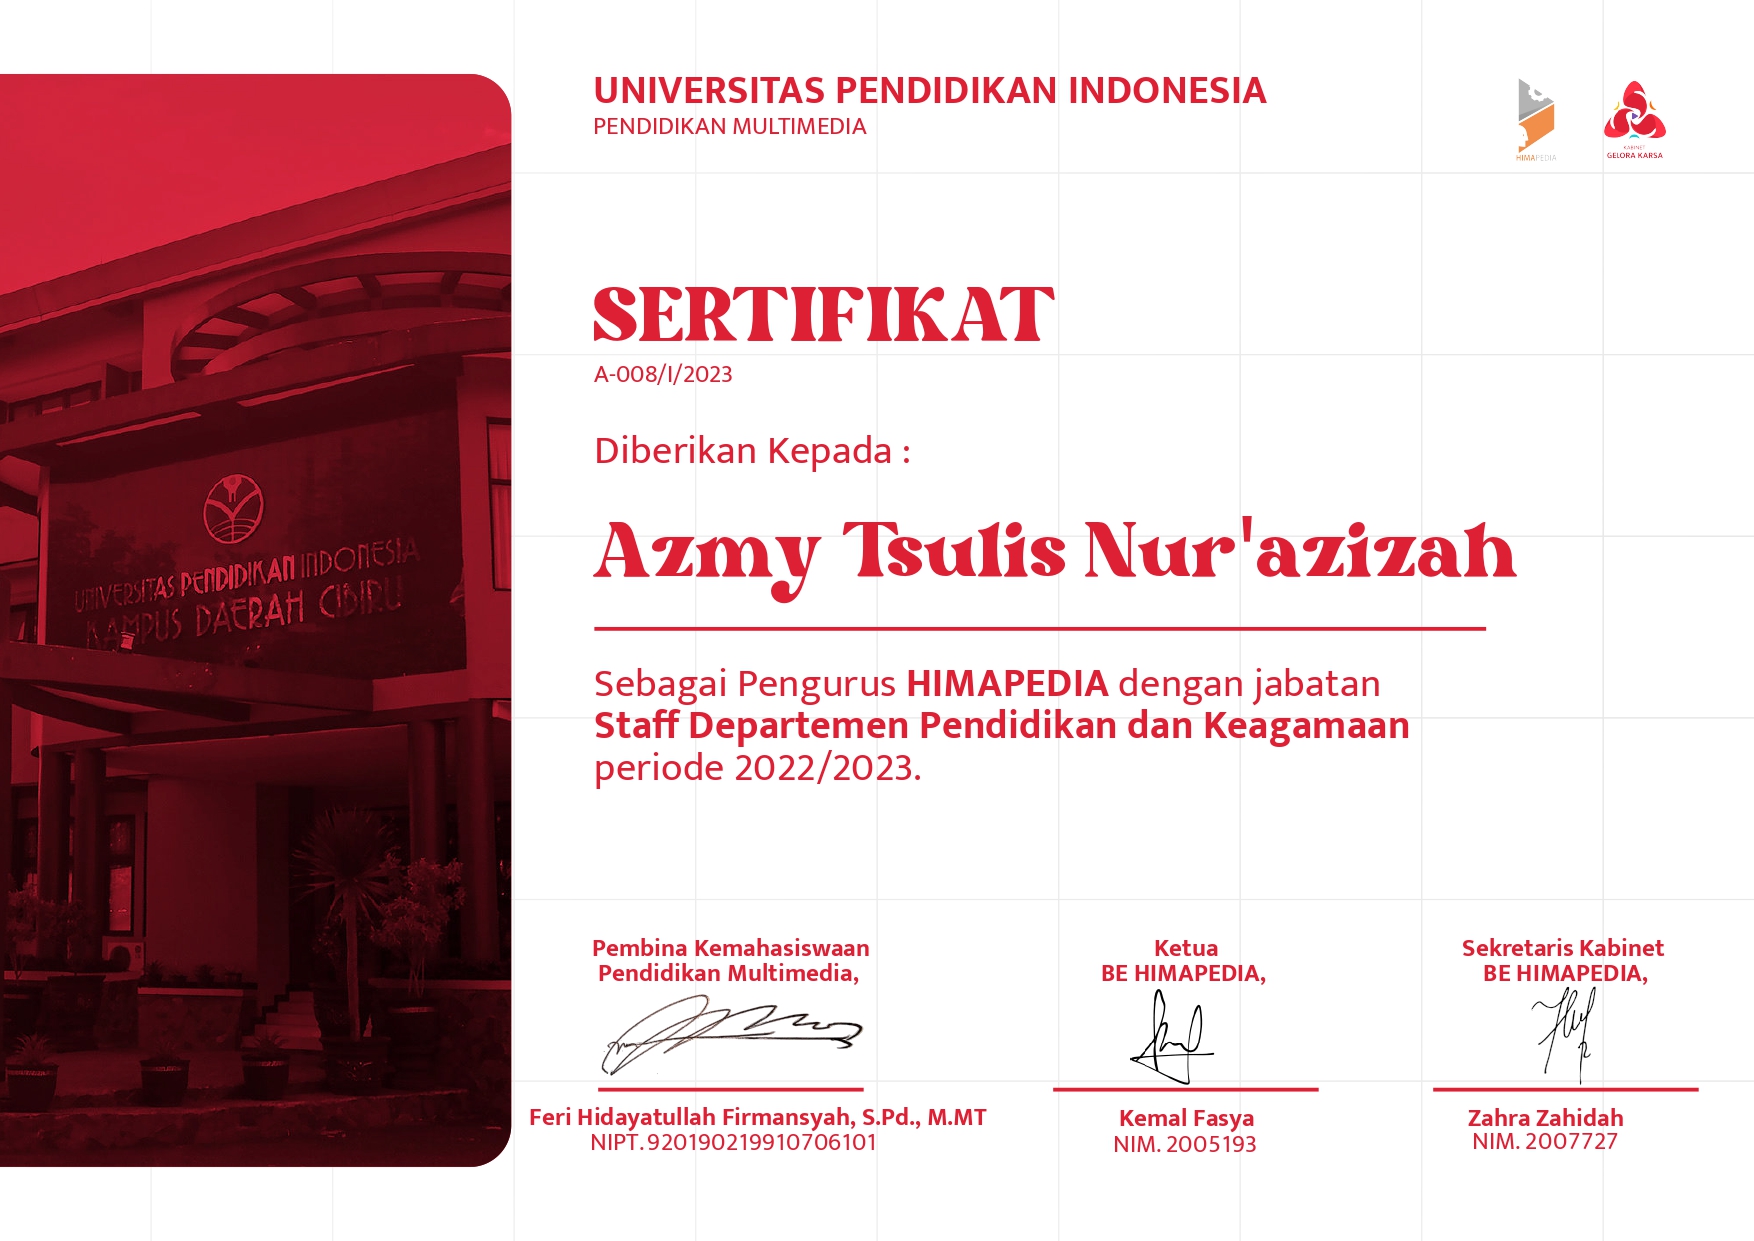 UNIVERSITAS PENDIDIKAN INDONESIA
PENDIDIKAN MULTIMEDIA
HIMAPEDIA
KABINET
GELORA KARSA
SERTIFIKAT
A-008/I/2023
Diberikan Kepada :
Azmy Tsulis Nur'azizah
Sebagai Pengurus HIMAPEDIA dengan jabatan
Staff Departemen Pendidikan dan Keagamaan
periode 2022/2023.
UNIVERSITAS PENDIDIKAN INDONESIA
KAMPUS DAERAH CIBIRU
Pembina Kemahasiswaan
Pendidikan Multimedia,
Feri Hidayatullah Firmansyah, S.Pd., M.MT
NIPT. 920190219910706101
Ketua
BE HIMAPEDIA,
Kemal Fasya
NIM. 2005193
Sekretaris Kabinet
BE HIMAPEDIA,
Zahra Zahidah
NIM. 2007727